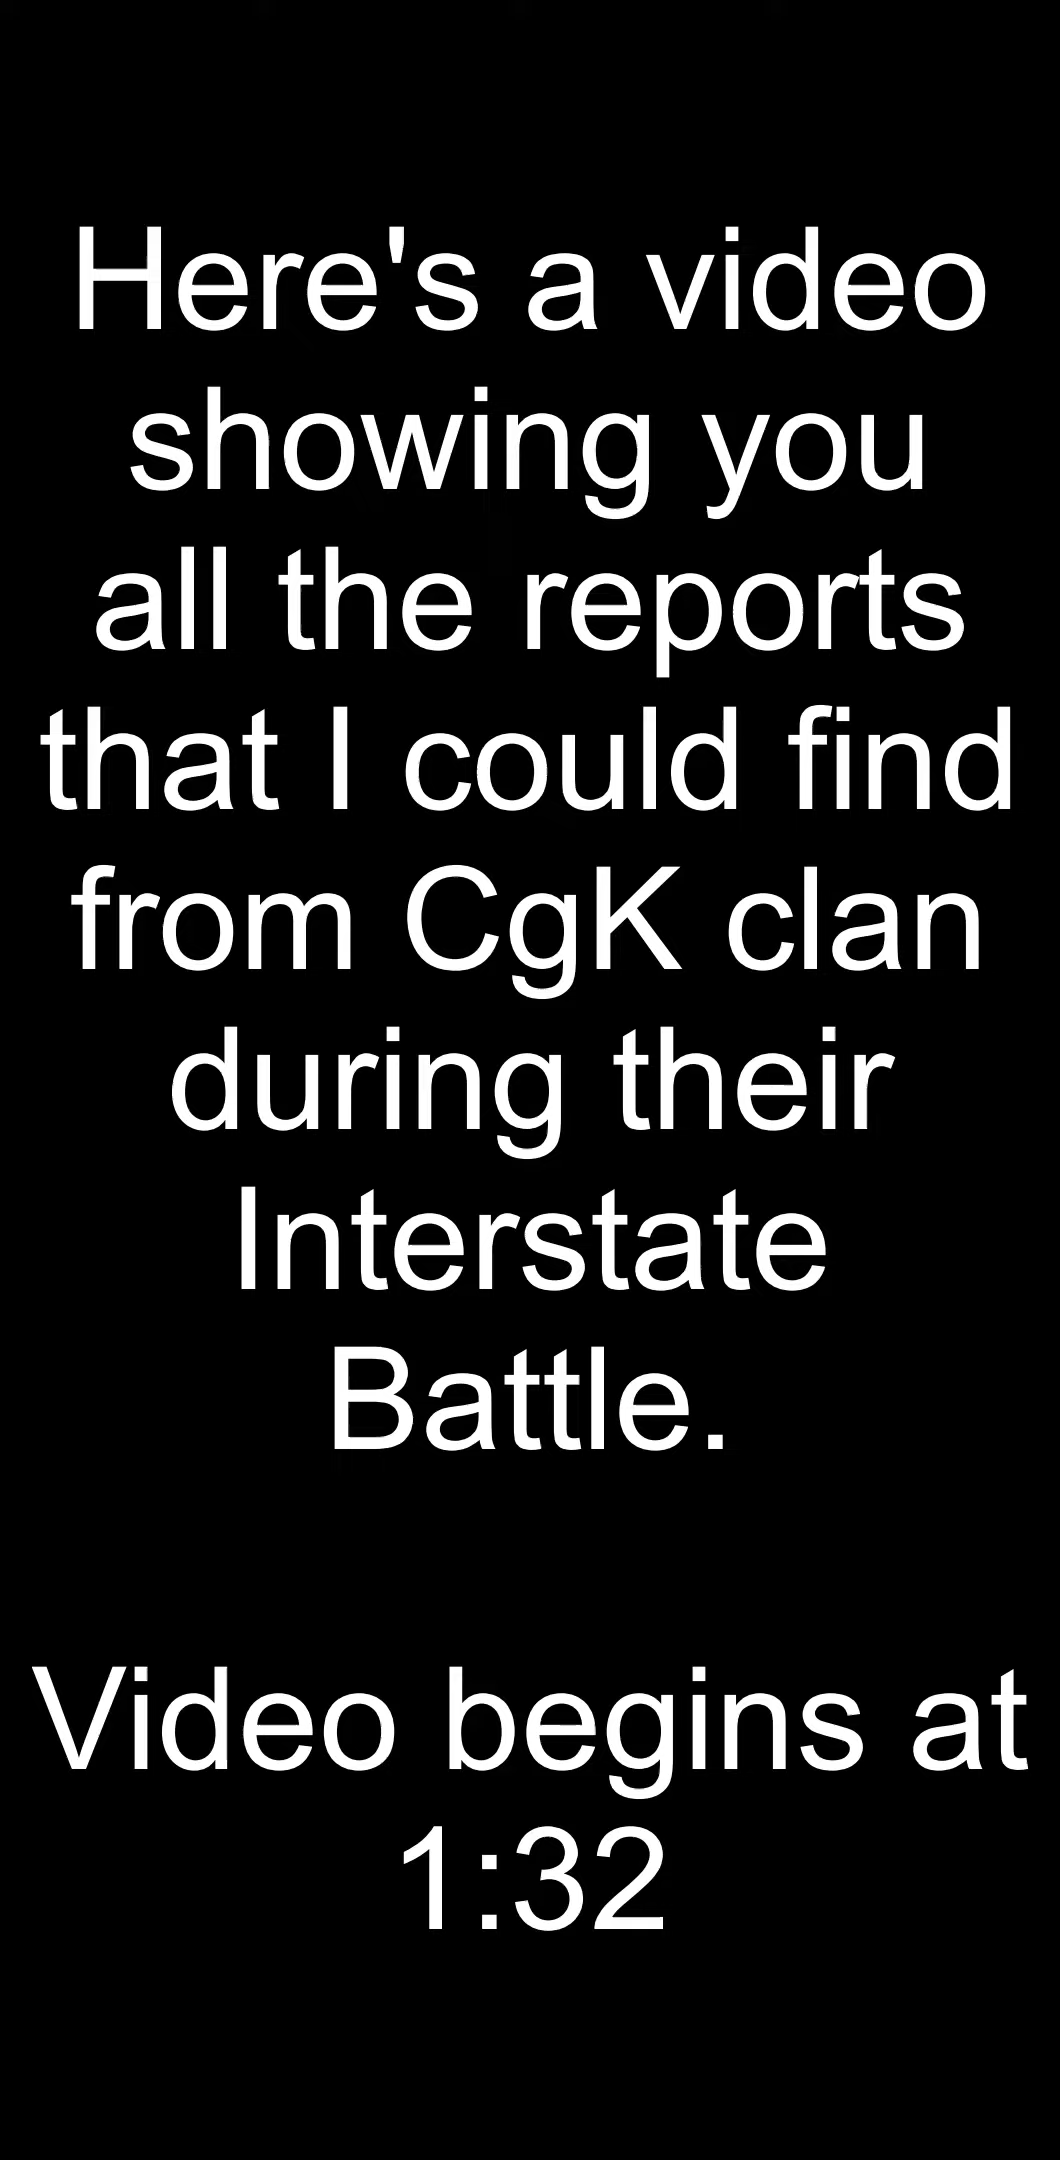 Here's a video
showing you
all the reports
that I could find
from CgK clan
during their
Interstate
Battle.
Video begins at
1:32